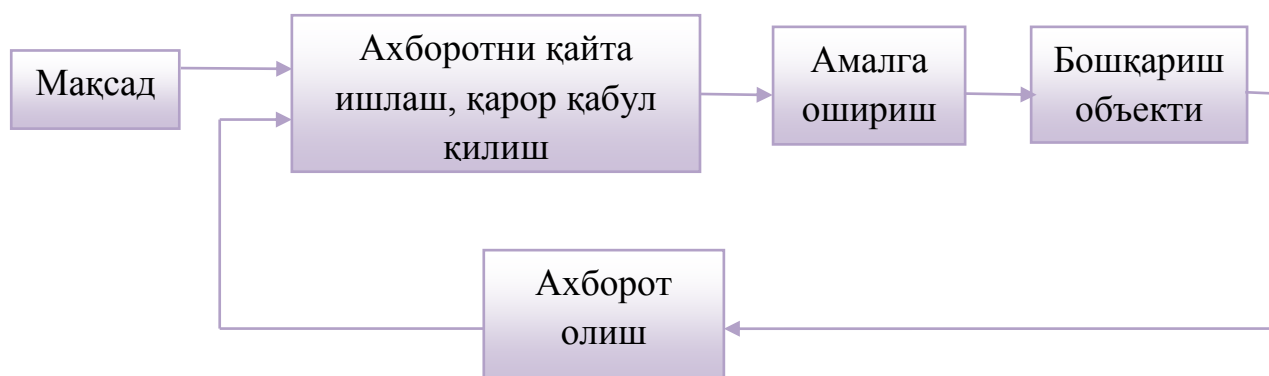 Мақсад
Ахборотни қайта
ишлаш, қарор қабул
қилиш
Амалга
ошириш
Бошқариш
объекти
Ахборот
олиш